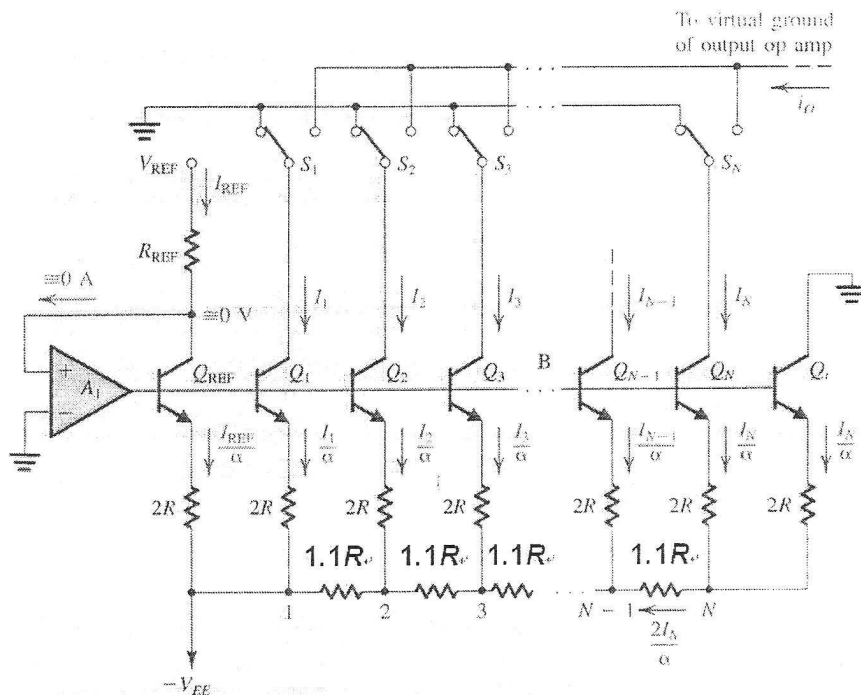 To virtual ground
of output op amp
i_O
V_REF
S_1
S_2
S_3
S_N
I_REF
R_REF
≅0 A
≅0 V
I_1
I_2
I_3
I_{N-1}
I_N
B
+
A_1
−
Q_REF
Q_1
Q_2
Q_3
Q_{N-1}
Q_N
Q_t
I_REF/α
I_1/α
I_2/α
I_3/α
I_{N-1}/α
I_N/α
I_N/α
2R
2R
2R
2R
2R
2R
2R
1.1R
1.1R
1.1R
1.1R
1
2
3
N − 1
N
2I_N/α
−V_EE